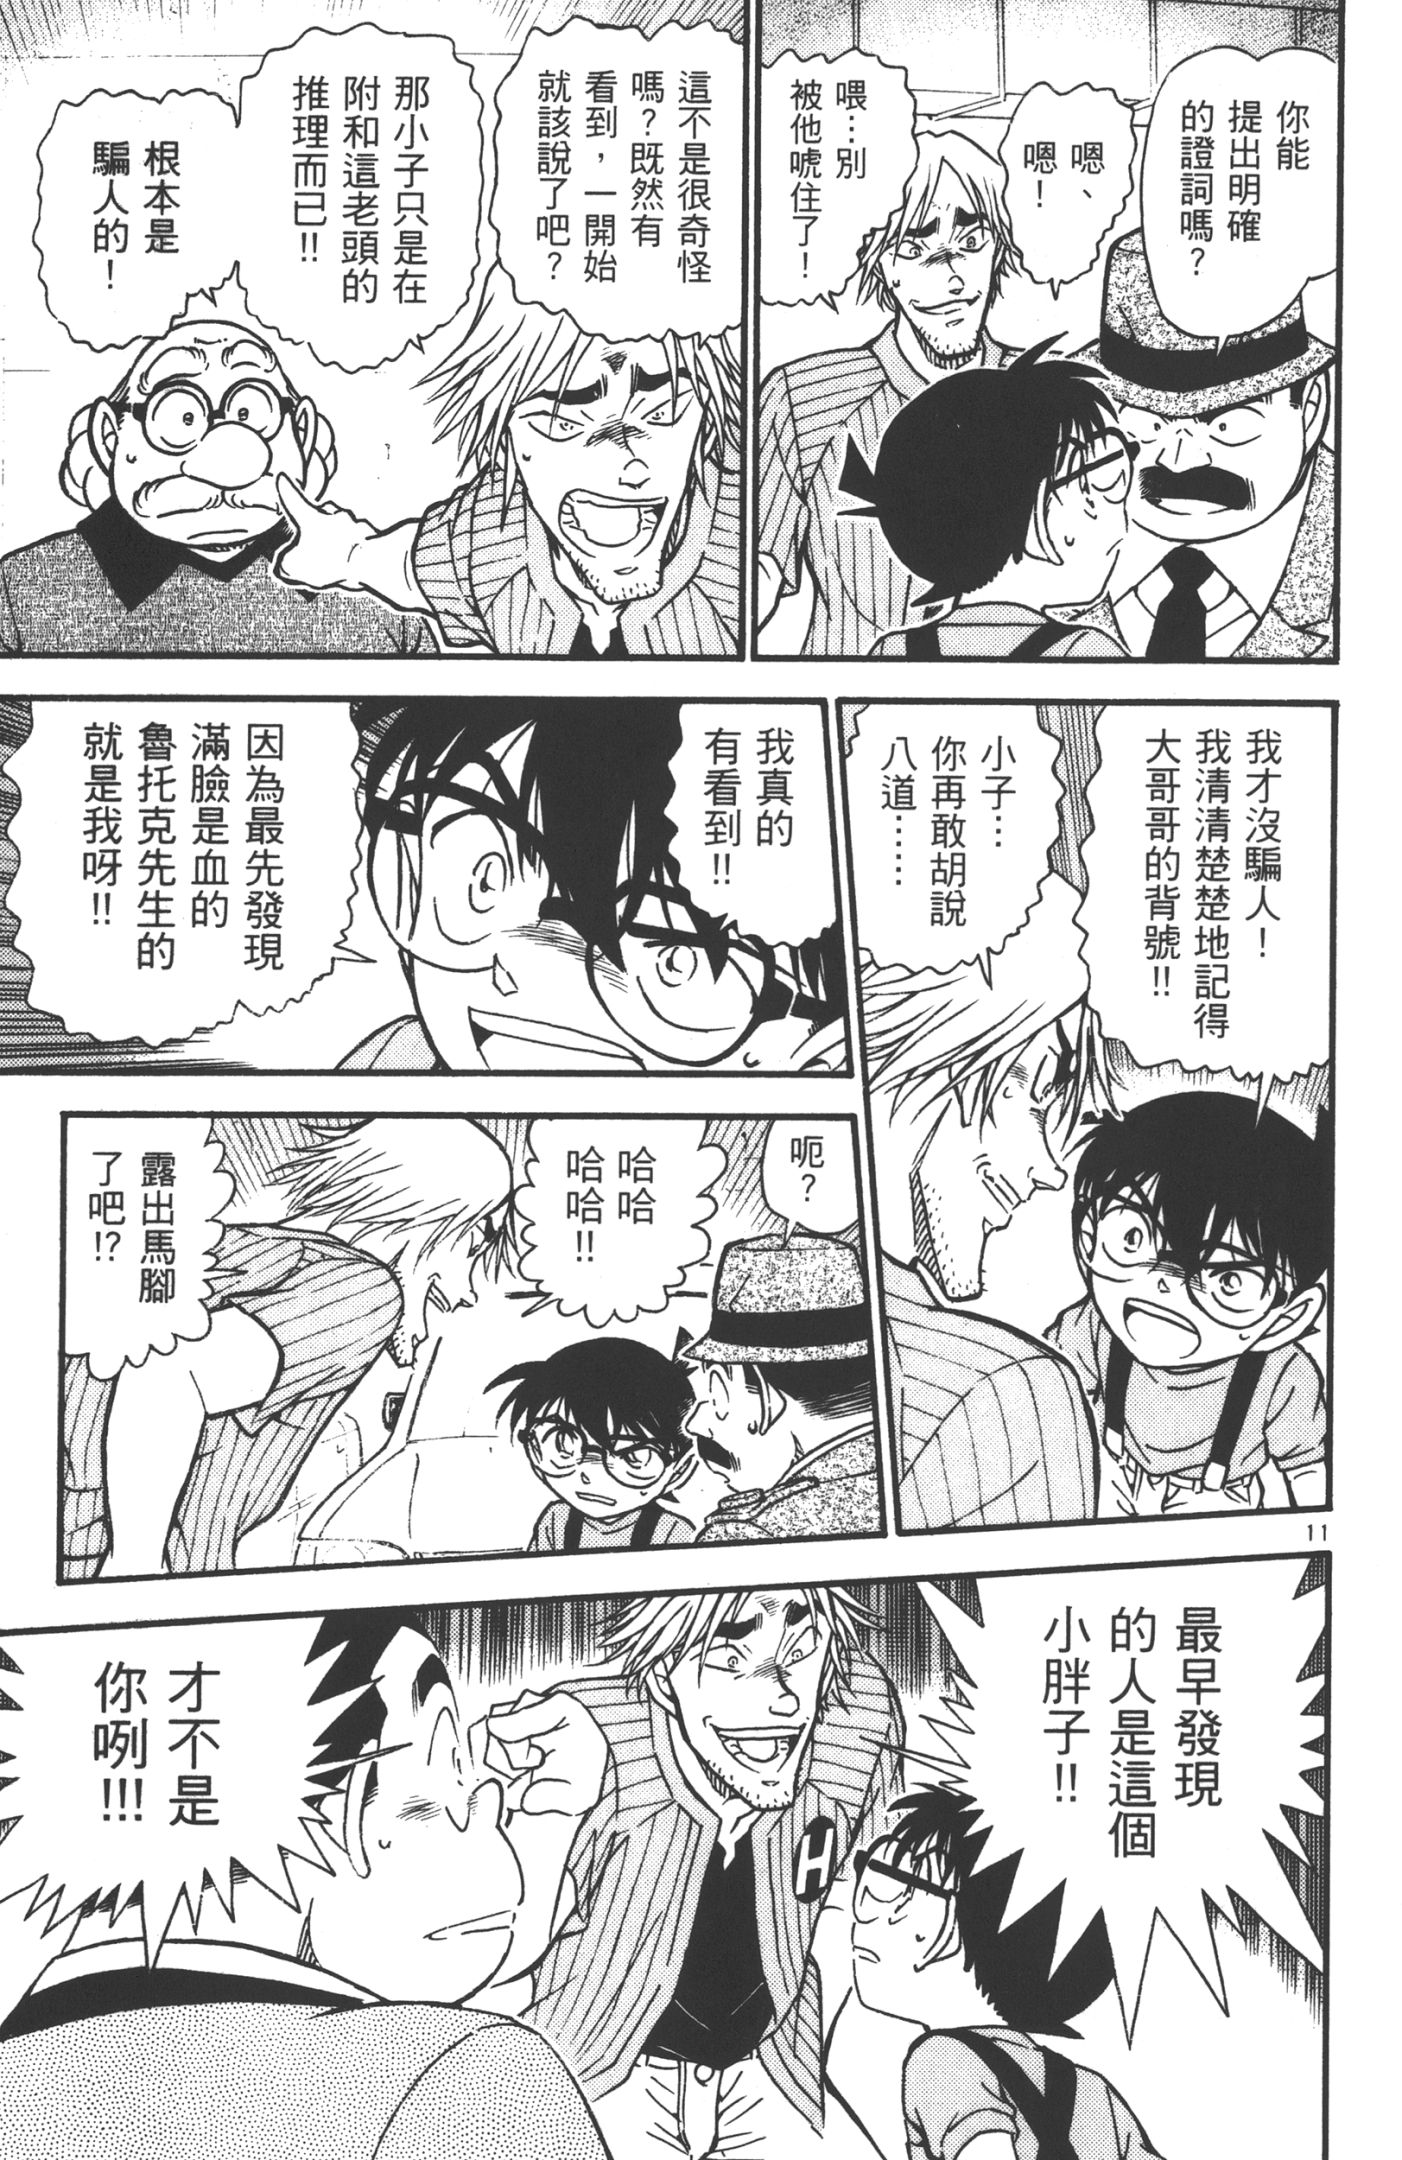 你能
提出明確
的證詞嗎?
嗯、
嗯!
喂…別
被他唬住了!
這不是很奇怪
嗎?既然有
看到,一開始
就該說了吧?
那小子只是在
附和這老頭的
推理而已!!
根本是
騙人的!
我才沒騙人!
我清清楚楚地記得
大哥哥的背號!!
小子…
你再敢胡說
八道……
我真的
有看到!!
因為最先發現
滿臉是血的
魯托克先生的
就是我呀!!
呃?
哈哈
哈哈!!
露出馬腳
了吧!?
11
最早發現
的人是這個
小胖子!!
H
才不是
你咧!!!